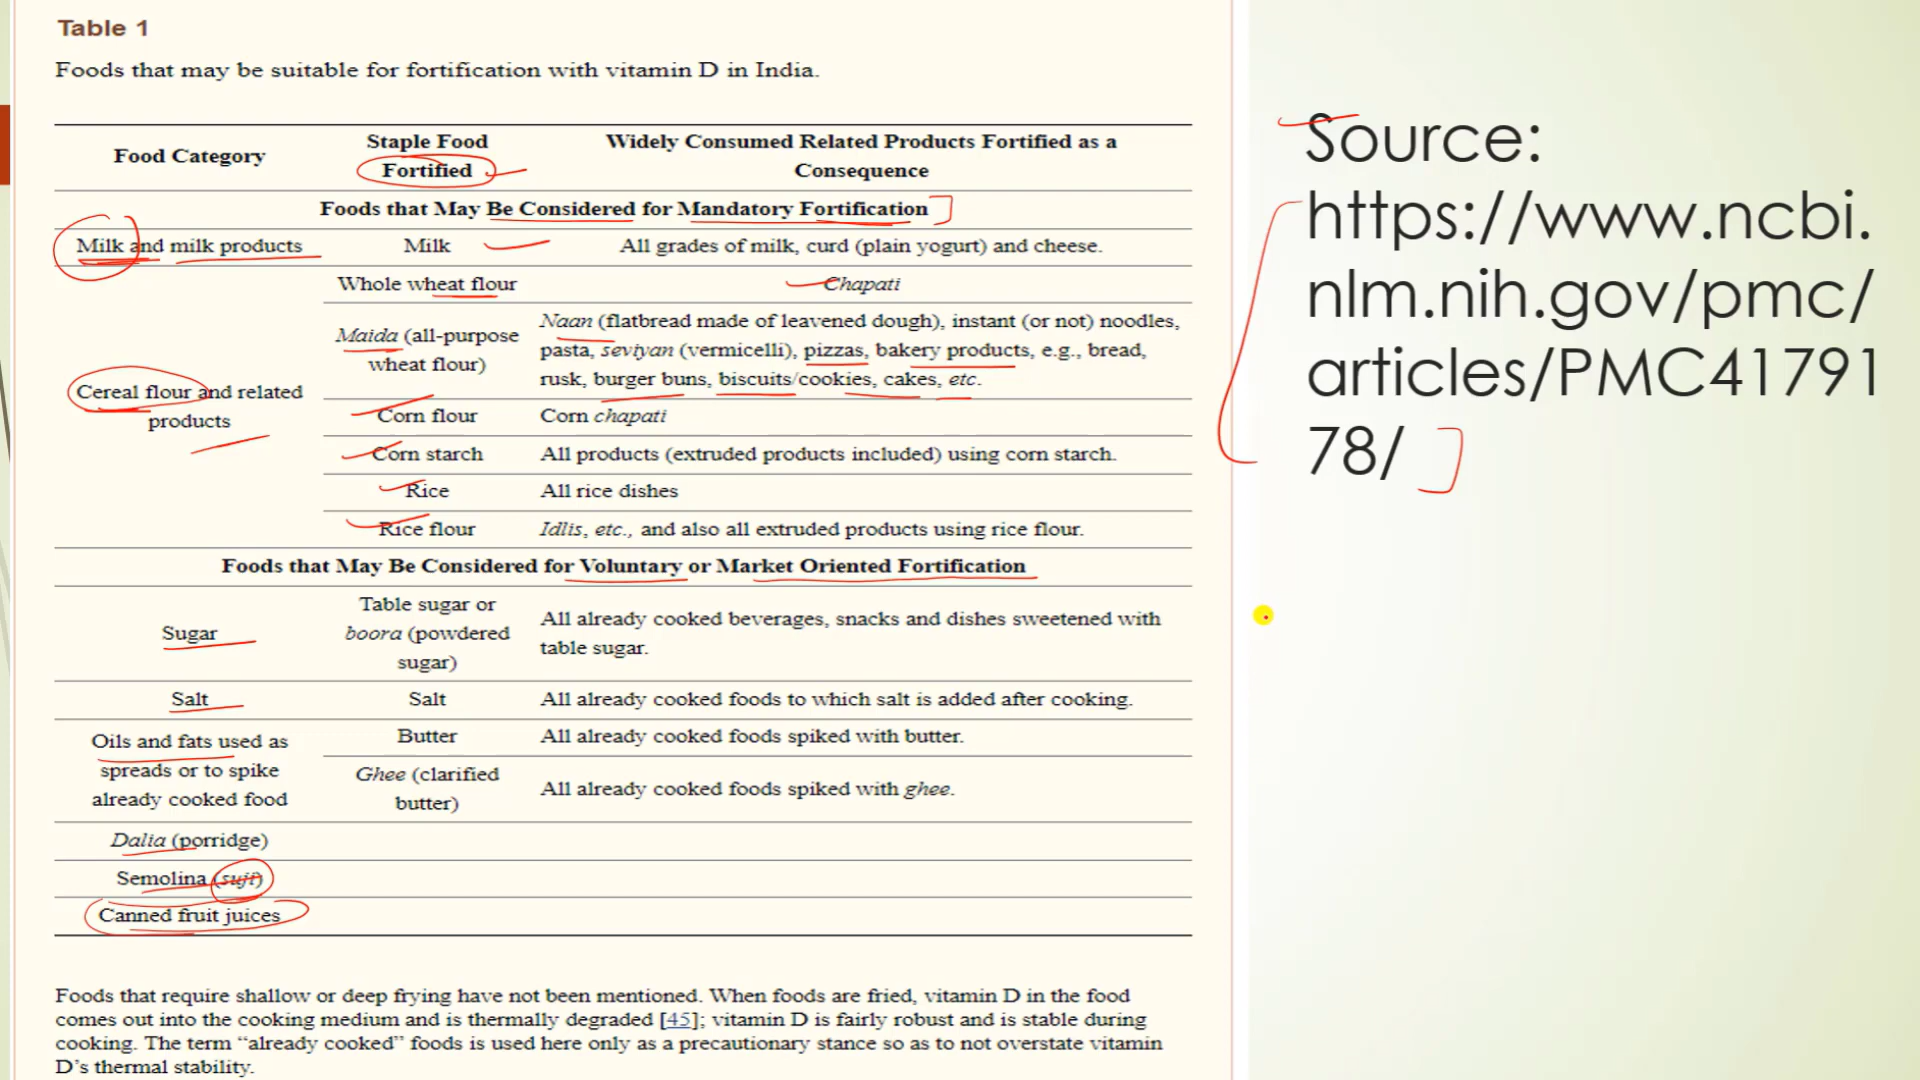 Table 1
Foods that may be suitable for fortification with vitamin D in India.
Food Category
Staple Food
Fortified
Widely Consumed Related Products Fortified as a
Consequence
Foods that May Be Considered for Mandatory Fortification
Milk and milk products
Milk
All grades of milk, curd (plain yogurt) and cheese.
Cereal flour and related
products
Whole wheat flour
Chapati
Maida (all-purpose
wheat flour)
Naan (flatbread made of leavened dough), instant (or not) noodles,
pasta, seviyan (vermicelli), pizzas, bakery products, e.g., bread,
rusk, burger buns, biscuits/cookies, cakes, etc.
Corn flour
Corn chapati
Corn starch
All products (extruded products included) using corn starch.
Rice
All rice dishes
Rice flour
Idlis, etc., and also all extruded products using rice flour.
Foods that May Be Considered for Voluntary or Market Oriented Fortification
Sugar
Table sugar or
boora (powdered
sugar)
All already cooked beverages, snacks and dishes sweetened with
table sugar.
Salt
Salt
All already cooked foods to which salt is added after cooking.
Oils and fats used as
spreads or to spike
already cooked food
Butter
All already cooked foods spiked with butter.
Ghee (clarified
butter)
All already cooked foods spiked with ghee.
Dalia (porridge)
Semolina (suji)
Canned fruit juices
Foods that require shallow or deep frying have not been mentioned. When foods are fried, vitamin D in the food
comes out into the cooking medium and is thermally degraded [45]; vitamin D is fairly robust and is stable during
cooking. The term “already cooked” foods is used here only as a precautionary stance so as to not overstate vitamin
D’s thermal stability.
Source:
https://www.ncbi.
nlm.nih.gov/pmc/
articles/PMC41791
78/